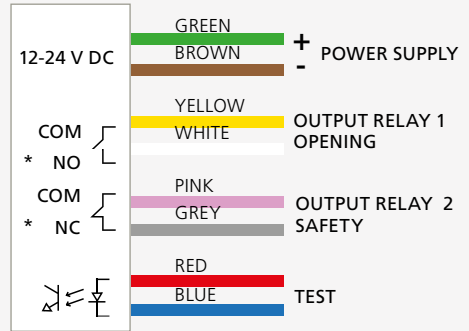 12-24 V DC
GREEN
+
BROWN
-
POWER SUPPLY
COM
* NO
YELLOW
WHITE
OUTPUT RELAY 1
OPENING
COM
* NC
PINK
GREY
OUTPUT RELAY 2
SAFETY
RED
BLUE
TEST